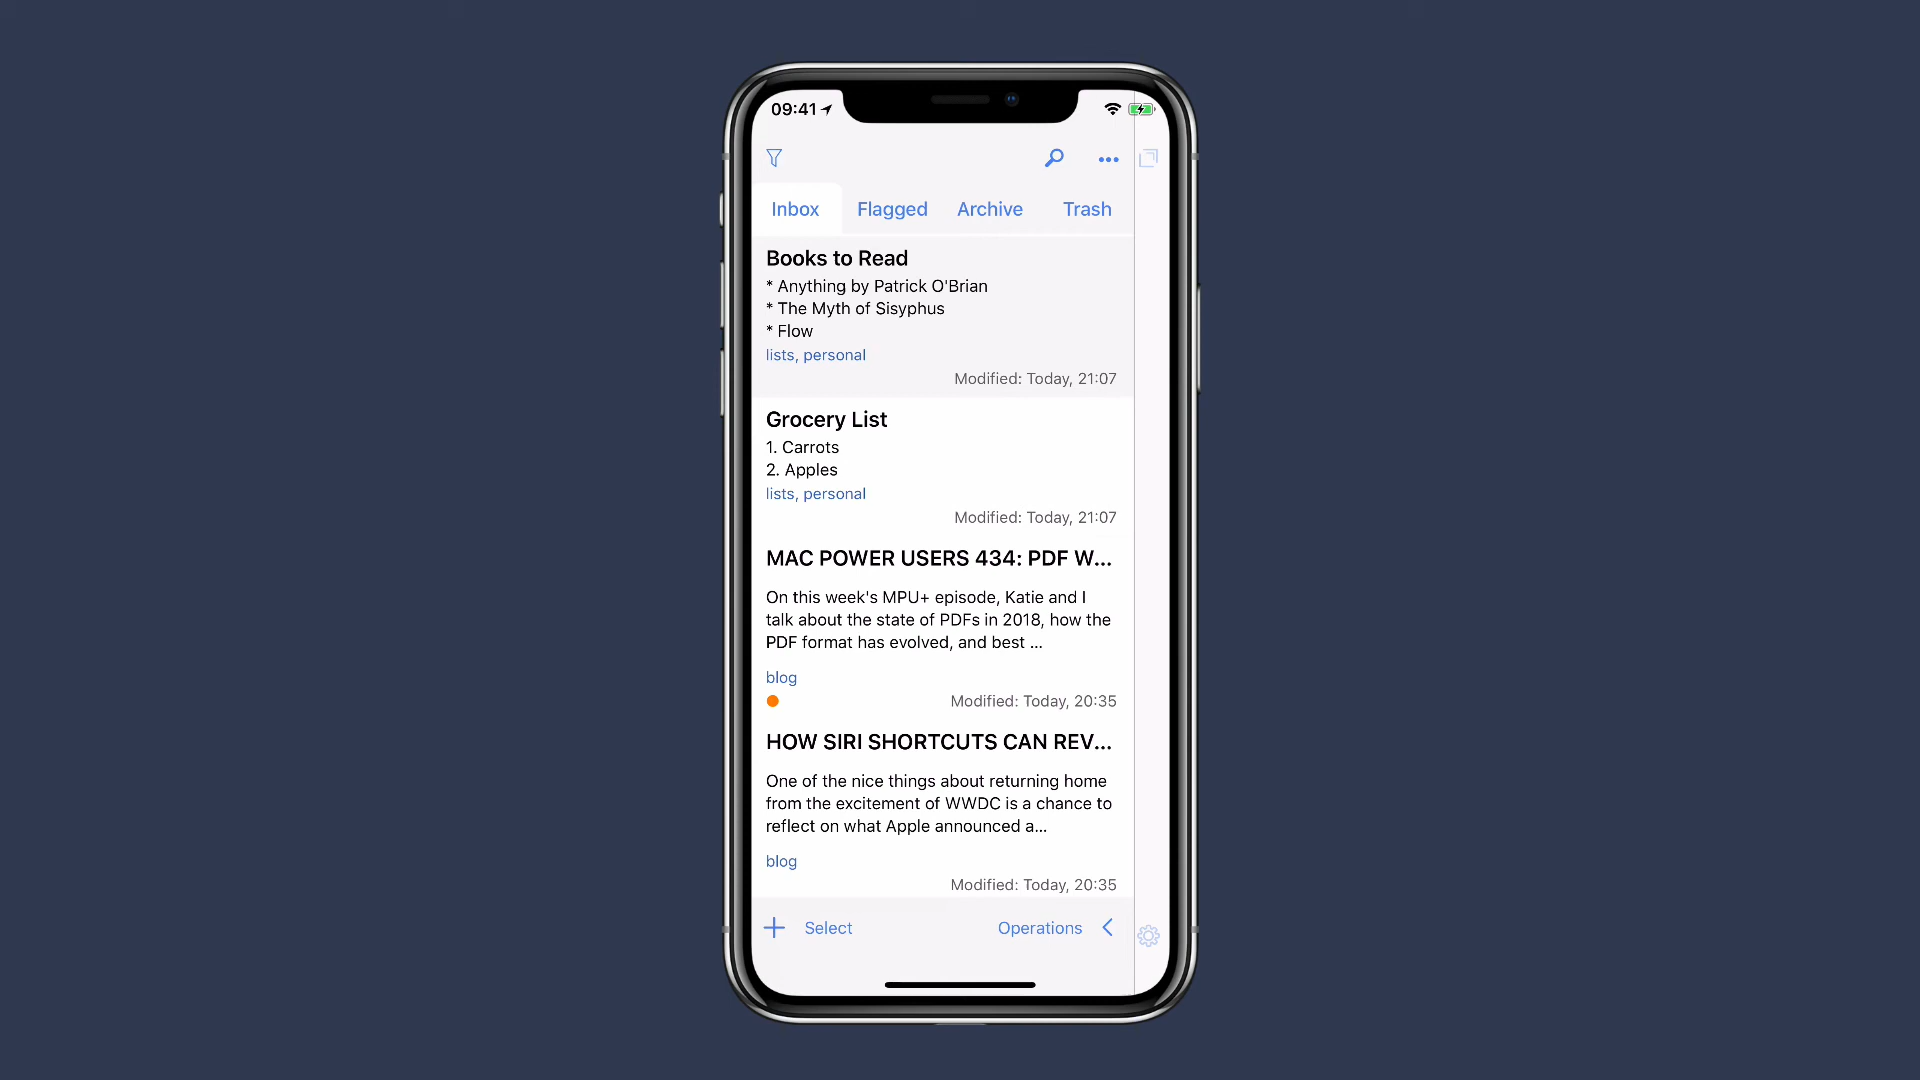 09:41
Inbox Flagged Archive Trash
Books to Read
* Anything by Patrick O'Brian
* The Myth of Sisyphus
* Flow
lists, personal
Modified: Today, 21:07
Grocery List
1. Carrots
2. Apples
lists, personal
Modified: Today, 21:07
MAC POWER USERS 434: PDF W...
On this week's MPU+ episode, Katie and I
talk about the state of PDFs in 2018, how the
PDF format has evolved, and best ...
blog
Modified: Today, 20:35
HOW SIRI SHORTCUTS CAN REV...
One of the nice things about returning home
from the excitement of WWDC is a chance to
reflect on what Apple announced a...
blog
Modified: Today, 20:35
Select Operations